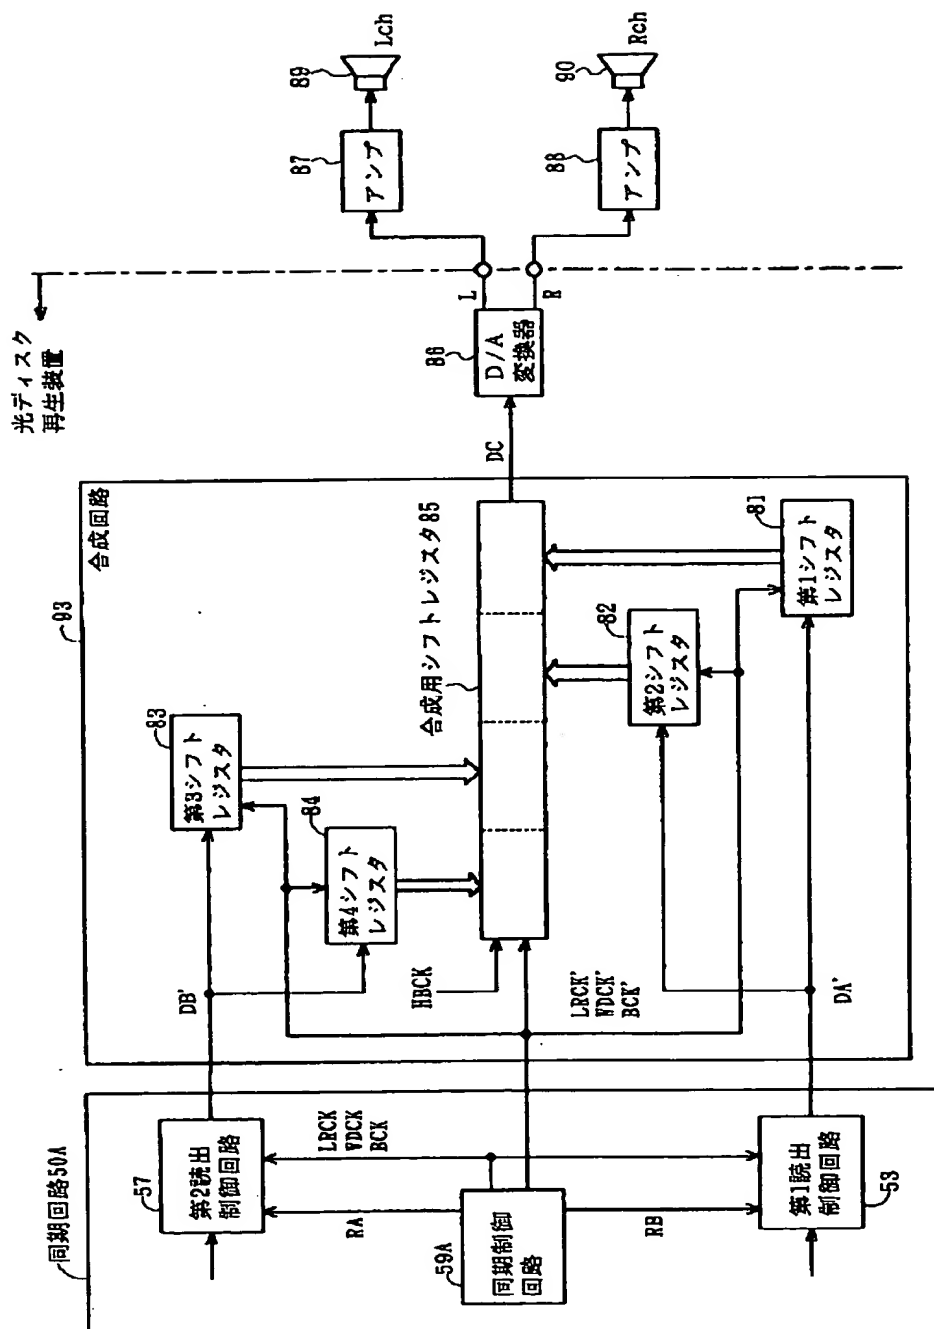 光ディスク
再生装置
89
Lch
87
アンプ
90
Rch
88
アンプ
L
R
86
D/A
変換器
DC
93
合成回路
83
第3シフト
レジスタ
84
第4シフト
レジスタ
合成用シフトレジスタ85
82
第2シフト
レジスタ
81
第1シフト
レジスタ
DB'
HBCK
LRCK'
WDCK'
BCK'
DA'
同期回路50A
57
第2読出
制御回路
LRCK
WDCK
BCK
RA
59A
同期制御
回路
RB
第1読出
制御回路
53